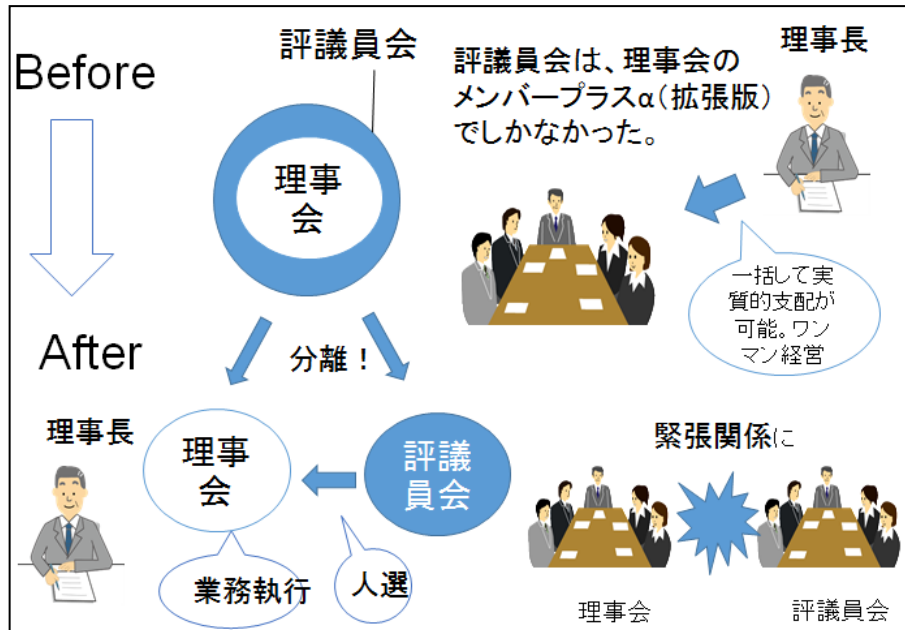 Before
評議員会
理事
会
評議員会は、理事会の
メンバープラスα（拡張版）
でしかなかった。
理事長
一括して実
質的支配が
可能。ワン
マン経営
After
分離！
理事長
理事
会
評議
員会
業務執行
人選
緊張関係に
理事会
評議員会